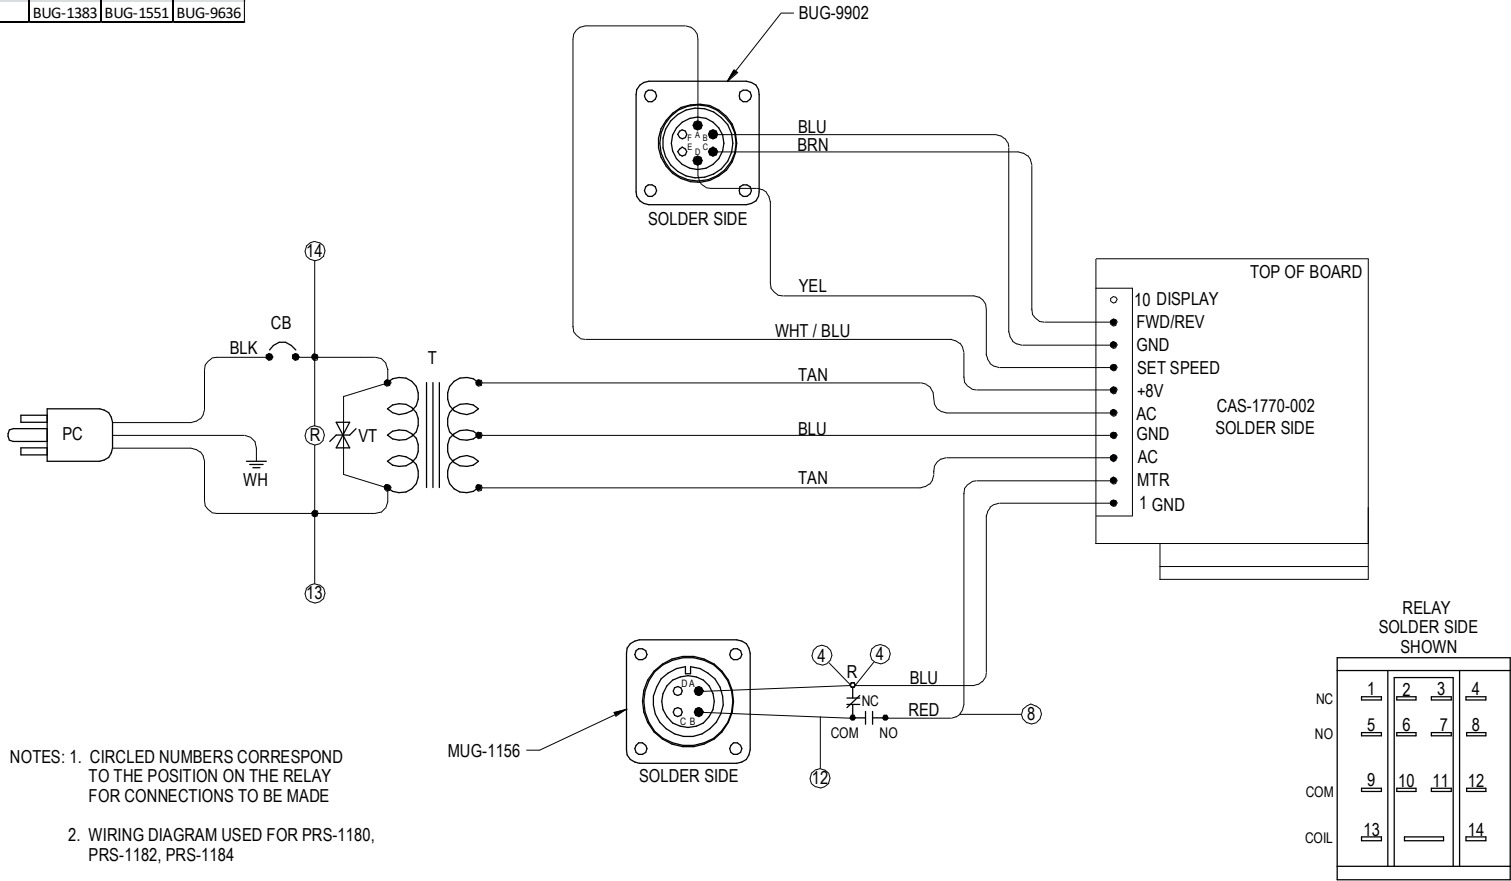 BUG-1383 BUG-1551 BUG-9636
BUG-9902
A B C D E F
SOLDER SIDE
BLU
BRN
YEL
WHT / BLU
TAN
BLU
TAN
14
CB
BLK
T
PC
R
VT
WH
13
TOP OF BOARD
10 DISPLAY
FWD/REV
GND
SET SPEED
+8V
AC
GND
AC
MTR
1 GND
CAS-1770-002
SOLDER SIDE
D A
C B
SOLDER SIDE
MUG-1156
4 4
R
BLU
NC
RED
COM NO
8
12
RELAY
SOLDER SIDE
SHOWN
NC 1 2 3 4
NO 5 6 7 8
COM 9 10 11 12
COIL 13 14
NOTES: 1. CIRCLED NUMBERS CORRESPOND
TO THE POSITION ON THE RELAY
FOR CONNECTIONS TO BE MADE
2. WIRING DIAGRAM USED FOR PRS-1180,
PRS-1182, PRS-1184